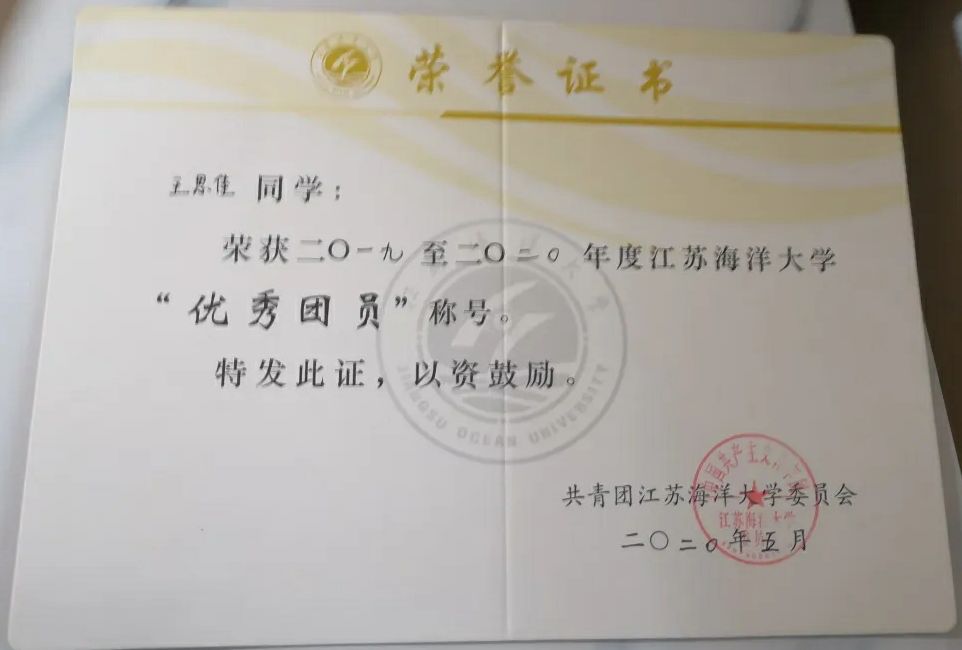 荣誉证书
王思佳 同学：
荣获二〇一九至二〇二〇年度江苏海洋大学
“优秀团员”称号。
特发此证，以资鼓励。
JIANGSU OCEAN UNIVERSITY
共青团江苏海洋大学委员会
二〇二〇年五月